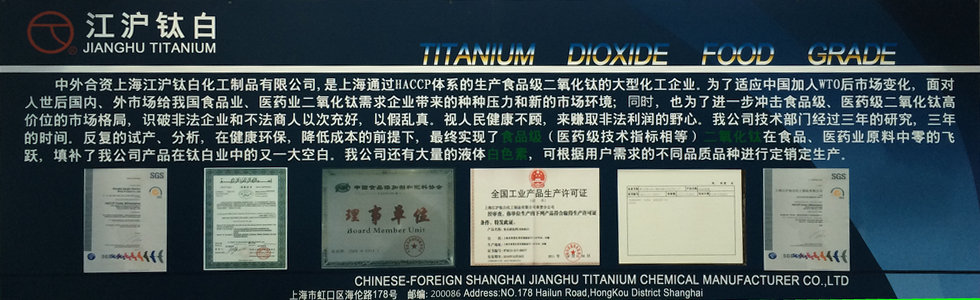 江沪钛白
JIANGHU TITANIUM
TITANIUM DIOXIDE FOOD GRADE
中外合资上海江沪钛白化工制品有限公司,是上海通过HACCP体系的生产食品级二氧化钛的大型化工企业。为了适应中国加入WTO后市场变化，面对
入世后国内、外市场给我国食品业、医药业二氧化钛需求企业带来的种种压力和新的市场环境；同时，也为了进一步冲击食品级、医药级二氧化钛高
价位的市场格局，识破非法企业和不法商人以次充好，以假乱真。视人民健康不顾，来赚取非法利润的野心。我公司技术部门经过三年的研究，三年
的时间。反复的试产、分析，在健康环保，降低成本的前提下，最终实现了食品级（医药级技术指标相等）二氧化钛在食品、医药业原料中零的飞
跃，填补了我公司产品在钛白业中的又一大空白。我公司还有大量的液体白色素，可根据用户需求的不同品质品种进行定销定生产。
SGS
中国食品添加剂和配料协会
理事单位
Board Member Unit
全国工业产品生产许可证
SGS
CHINESE-FOREIGN SHANGHAI JIANGHU TITANIUM CHEMICAL MANUFACTURER CO.,LTD
上海市虹口区海伦路178号 邮编: 200086 Address:NO.178 Hailun Road,HongKou District Shanghai